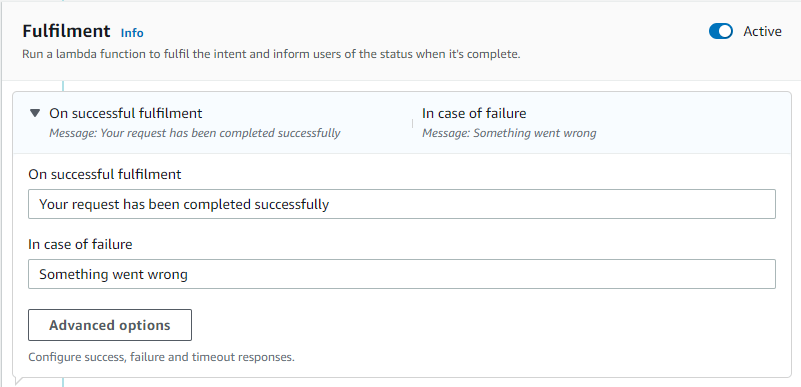 Fulfilment Info
Active
Run a lambda function to fulfil the intent and inform users of the status when it's complete.
On successful fulfilment
In case of failure
Message: Your request has been completed successfully
Message: Something went wrong
On successful fulfilment
Your request has been completed successfully
In case of failure
Something went wrong
Advanced options
Configure success, failure and timeout responses.